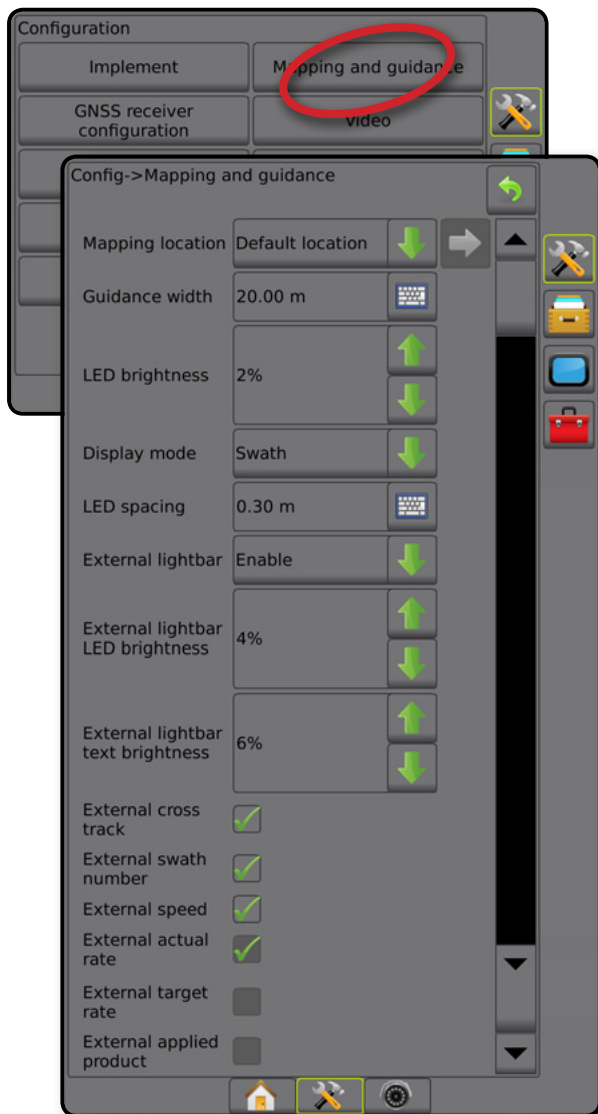 Configuration
Implement
Mapping and guidance
GNSS receiver
configuration
Video
Config->Mapping and guidance
Mapping location
Default location
Guidance width
20.00 m
LED brightness
2%
Display mode
Swath
LED spacing
0.30 m
External lightbar
Enable
External lightbar
LED brightness
4%
External lightbar
text brightness
6%
External cross
track
External swath
number
External speed
External actual
rate
External target
rate
External applied
product